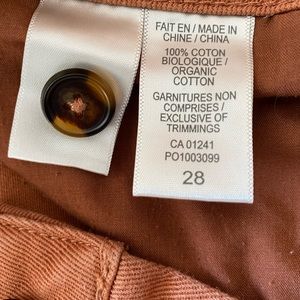 FAIT EN / MADE IN
CHINE / CHINA
100% COTON
BIOLOGIQUE /
ORGANIC
COTTON
GARNITURES NON
COMPRISES /
EXCLUSIVE OF
TRIMMINGS
CA 01241
PO1003099
28